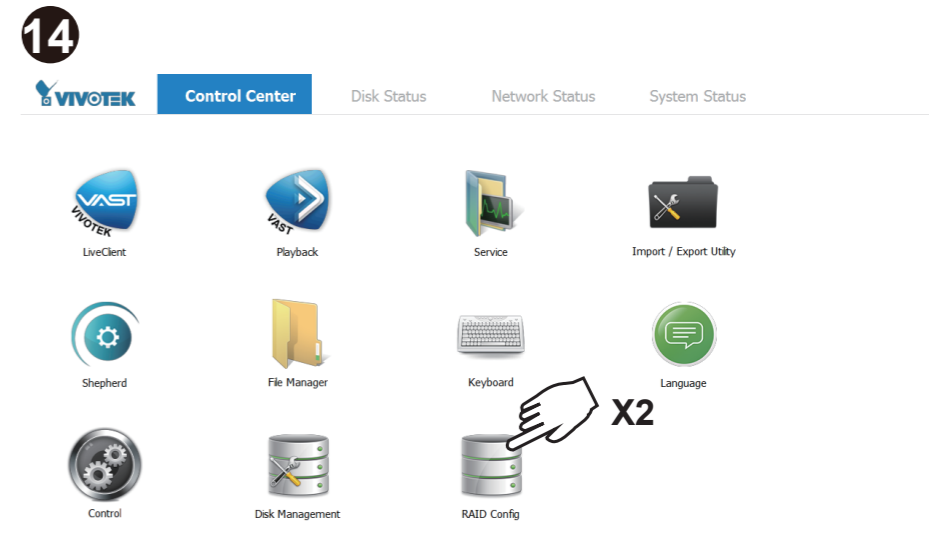 14
VIVOTEK Control Center Disk Status Network Status System Status
VAST VIVOTEK VAST
LiveClient Playback Service Import / Export Utility
Shepherd File Manager Keyboard Language
X2
Control Disk Management RAID Config